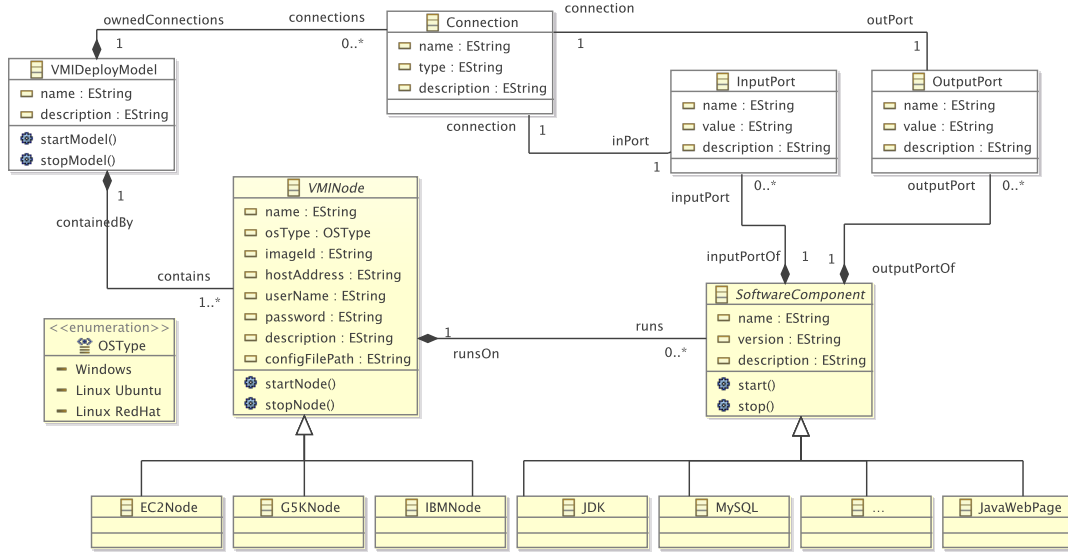 ownedConnections
1
connections
0..*
Connection
name : EString
type : EString
description : EString
connection
1
outPort
1
VMIDeployModel
name : EString
description : EString
startModel()
stopModel()
InputPort
name : EString
value : EString
description : EString
OutputPort
name : EString
value : EString
description : EString
connection
1
inPort
1
1
containedBy
contains
1..*
VMINode
name : EString
osType : OSType
imageId : EString
hostAddress : EString
userName : EString
password : EString
description : EString
configFilePath : EString
startNode()
stopNode()
0..*
inputPort
inputPortOf
1
outputPort
0..*
1
outputPortOf
SoftwareComponent
name : EString
version : EString
description : EString
start()
stop()
1
runsOn
runs
0..*
<<enumeration>>
OSType
Windows
Linux Ubuntu
Linux RedHat
EC2Node
G5KNode
IBMNode
JDK
MySQL
...
JavaWebPage